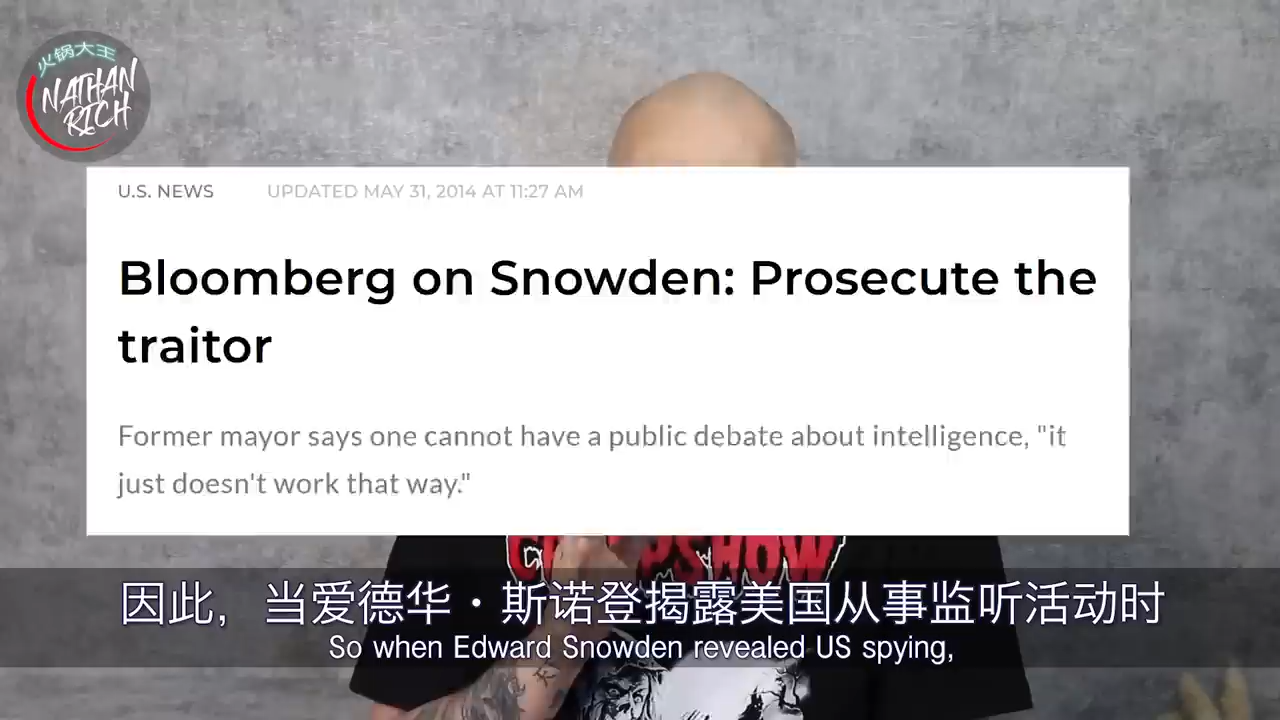 火锅大王
NATHAN
RICH
U.S. NEWS UPDATED MAY 31, 2014 AT 11:27 AM
Bloomberg on Snowden: Prosecute the
traitor
Former mayor says one cannot have a public debate about intelligence, "it
just doesn't work that way."
因此，当爱德华·斯诺登揭露美国从事监听活动时
So when Edward Snowden revealed US spying,